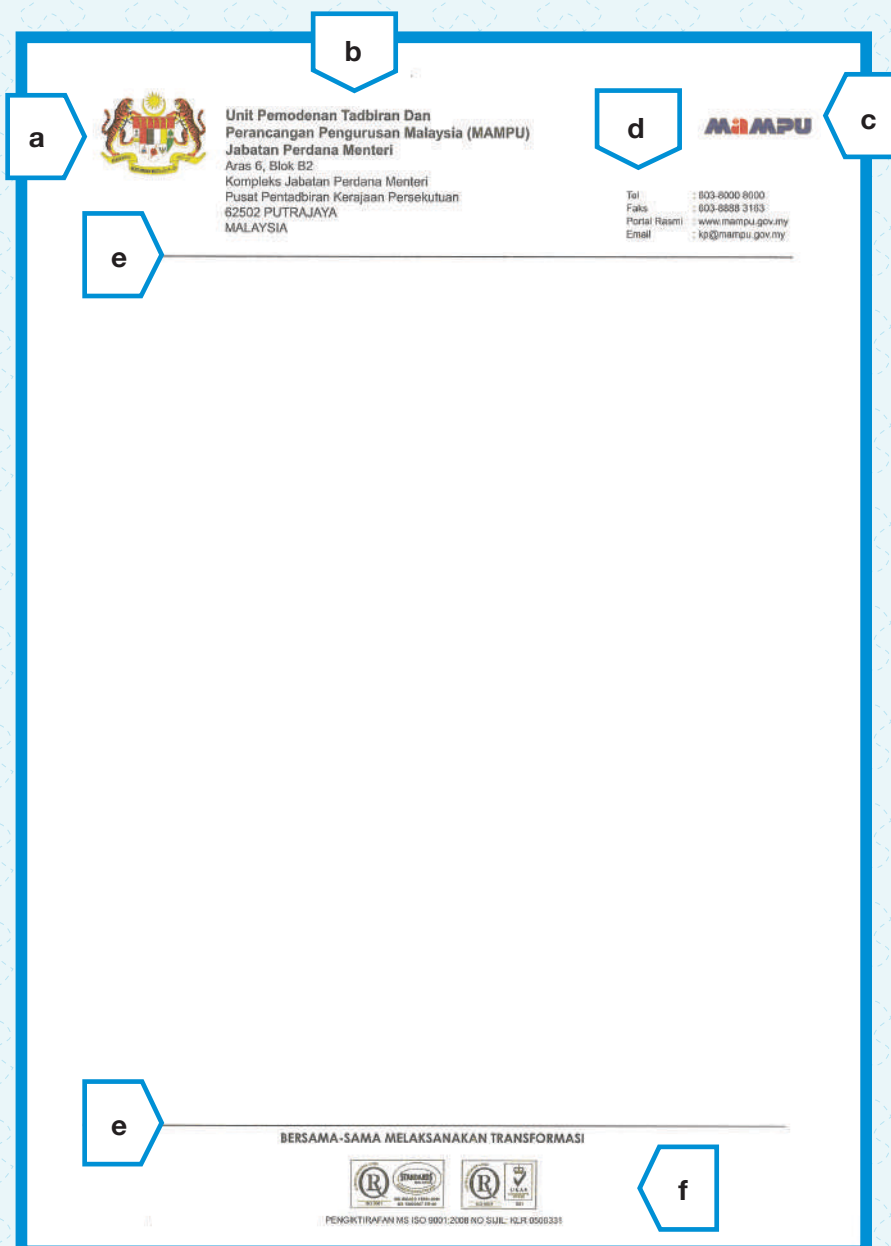 b
a
Unit Pemodenan Tadbiran Dan
Perancangan Pengurusan Malaysia (MAMPU)
Jabatan Perdana Menteri
Aras 6, Blok B2
Kompleks Jabatan Perdana Menteri
Pusat Pentadbiran Kerajaan Persekutuan
62502 PUTRAJAYA
MALAYSIA
d
MAMPU
c
Tel : 603-8000 8000
Faks : 603-8888 3163
Portal Rasmi : www.mampu.gov.my
Email : kp@mampu.gov.my
e
e
BERSAMA-SAMA MELAKSANAKAN TRANSFORMASI
R STANDARDS R UKAS
f
PENGIKTIRAFAN MS ISO 9001:2008 NO SIJIL: KLR 0500331